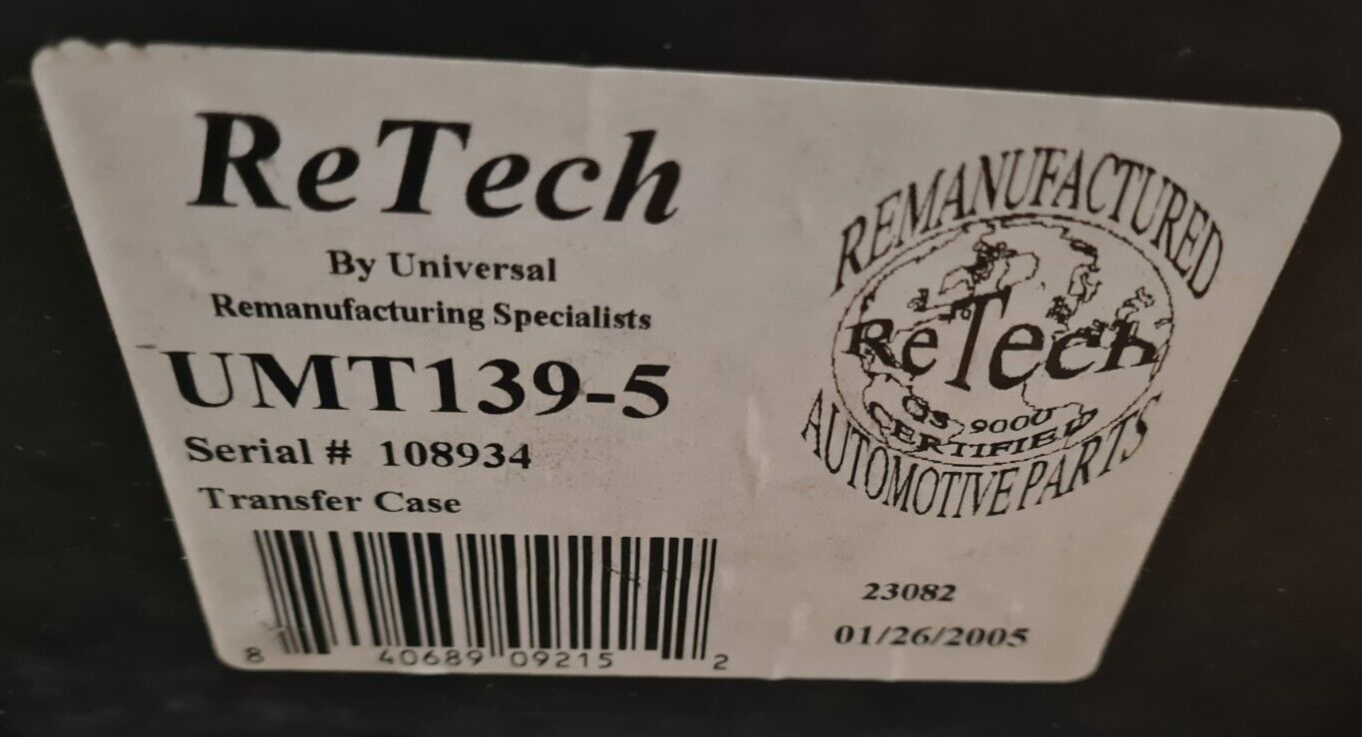 ReTech
By Universal
Remanufacturing Specialists
UMT139-5
Serial # 108934
Transfer Case
8 40689 09215 2
REMANUFACTURED
ReTech
QS 9000
CERTIFIED
AUTOMOTIVE PARTS
23082
01/26/2005